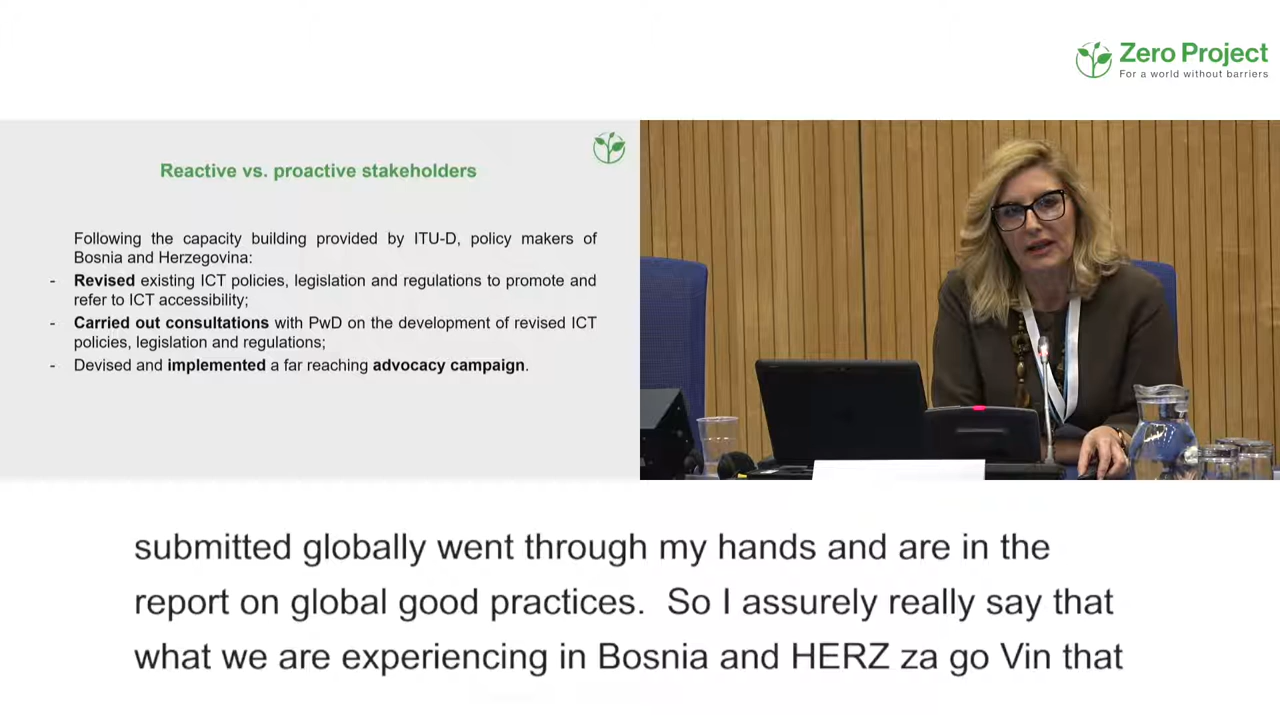 Zero Project
For a world without barriers
Reactive vs. proactive stakeholders
Following the capacity building provided by ITU-D, policy makers of
Bosnia and Herzegovina:
- Revised existing ICT policies, legislation and regulations to promote and
refer to ICT accessibility;
- Carried out consultations with PwD on the development of revised ICT
policies, legislation and regulations;
- Devised and implemented a far reaching advocacy campaign.
submitted globally went through my hands and are in the
report on global good practices. So I assurely really say that
what we are experiencing in Bosnia and HERZ za go Vin that